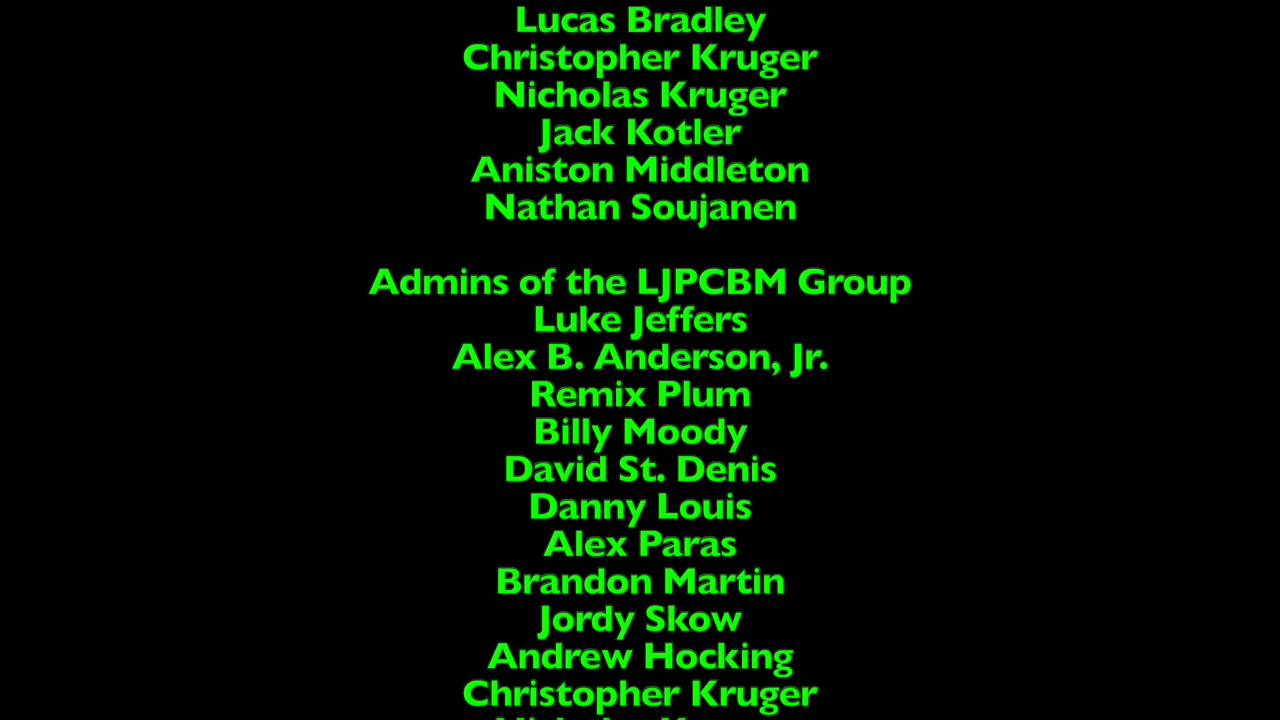 Lucas Bradley
Christopher Kruger
Nicholas Kruger
Jack Kotler
Aniston Middleton
Nathan Soujanen
Admins of the LJPCBM Group
Luke Jeffers
Alex B. Anderson, Jr.
Remix Plum
Billy Moody
David St. Denis
Danny Louis
Alex Paras
Brandon Martin
Jordy Skow
Andrew Hocking
Christopher Kruger